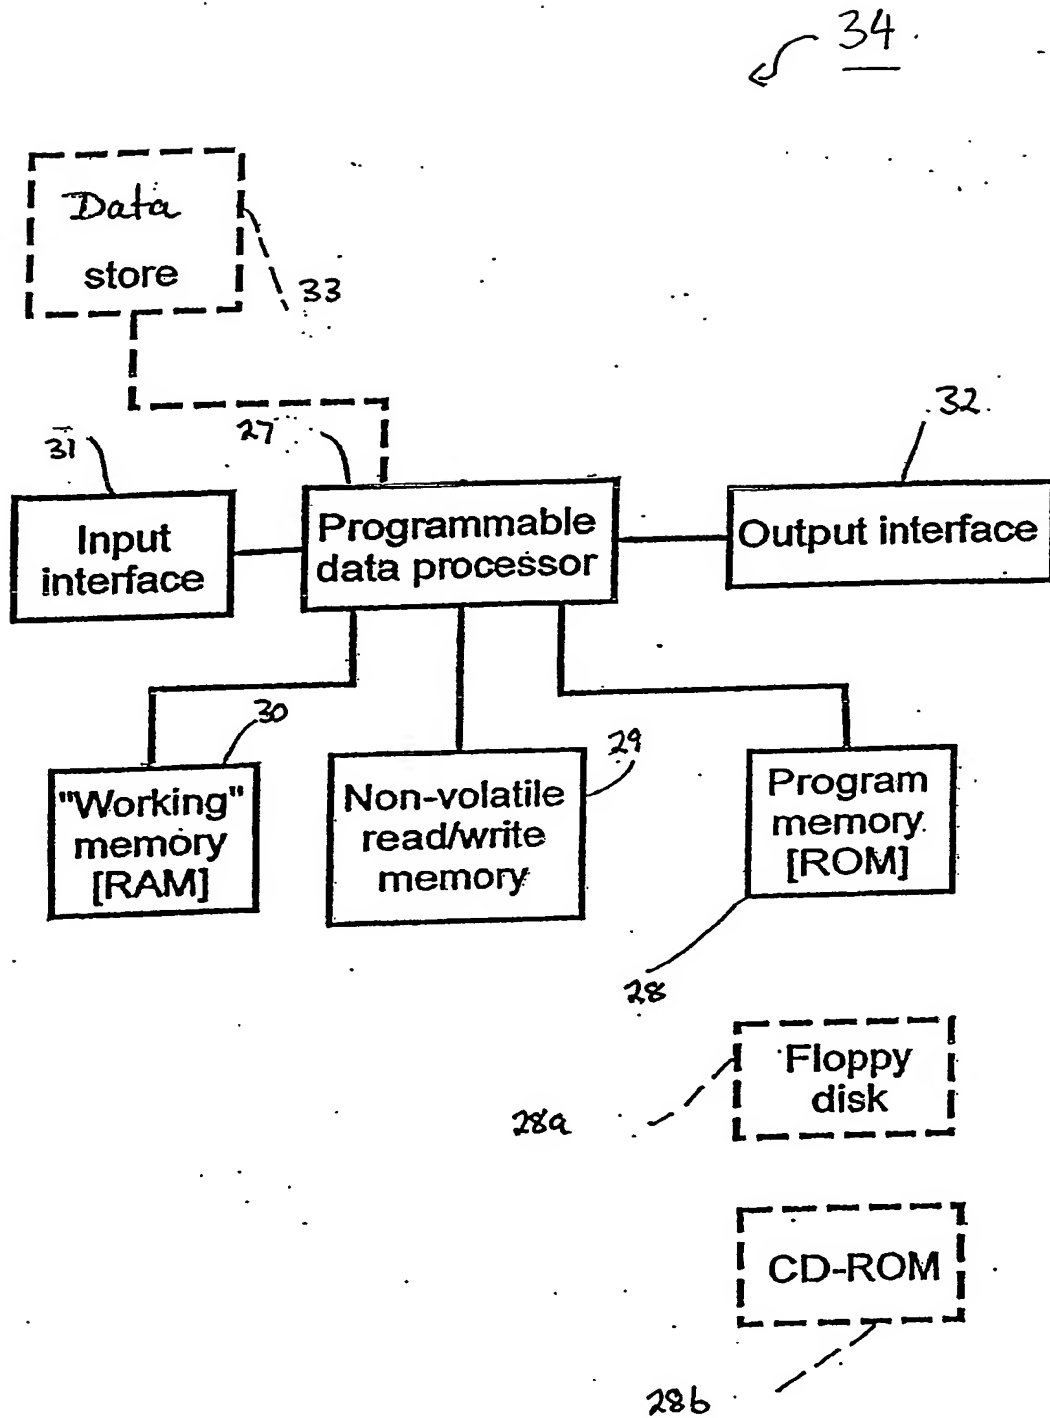 34
Data
store
33
31
27
32
Input
interface
Programmable
data processor
Output interface
30
29
"Working"
memory
[RAM]
Non-volatile
read/write
memory
Program
memory
[ROM]
28
Floppy
disk
28a
CD-ROM
28b